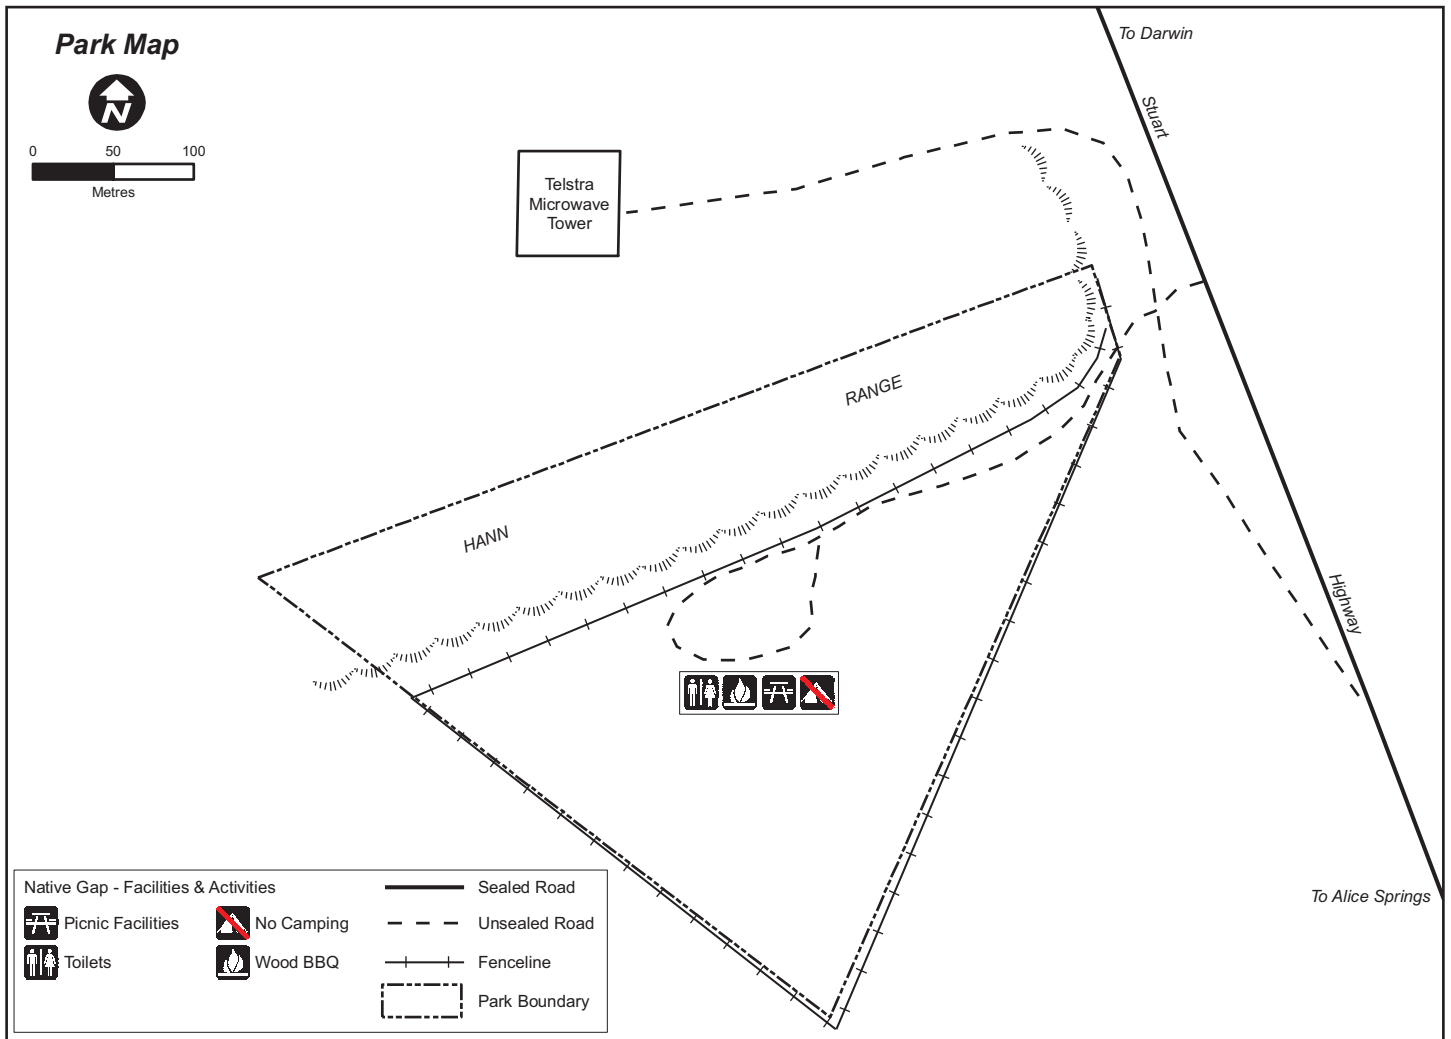 Park Map
To Darwin
N
0 50 100
Metres
Stuart
Telstra
Microwave
Tower
RANGE
HANN
Highway
To Alice Springs
Native Gap - Facilities & Activities
Picnic Facilities
No Camping
Toilets
Wood BBQ
Sealed Road
Unsealed Road
Fenceline
Park Boundary